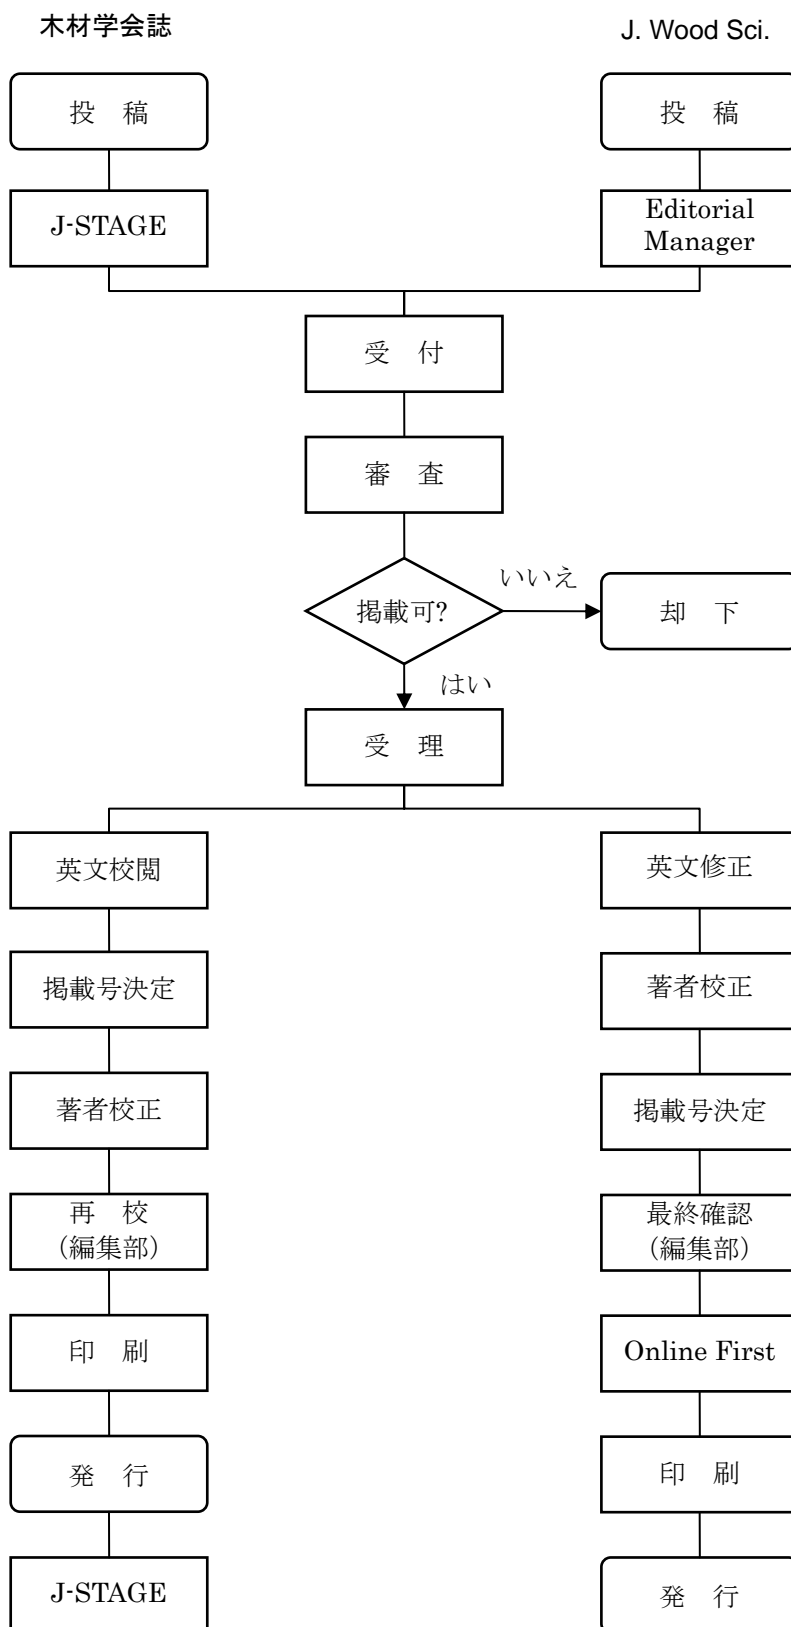 木材学会誌
J. Wood Sci.
投　稿
投　稿
J-STAGE
Editorial
Manager
受　付
審　査
掲載可?
いいえ
却　下
はい
受　理
英文校閲
英文修正
掲載号決定
著者校正
著者校正
掲載号決定
再　校
（編集部）
最終確認
（編集部）
印　刷
Online First
発　行
印　刷
J-STAGE
発　行